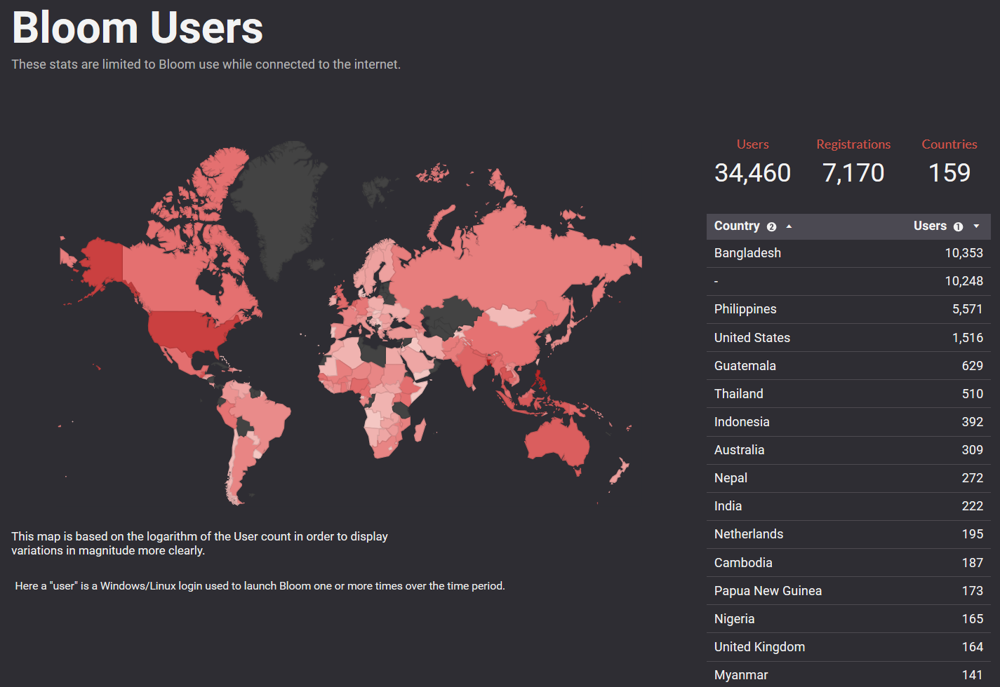 Bloom Users
These stats are limited to Bloom use while connected to the internet.
Users Registrations Countries
34,460 7,170 159
Country 2 Users 1
Bangladesh 10,353
- 10,248
Philippines 5,571
United States 1,516
Guatemala 629
Thailand 510
Indonesia 392
Australia 309
Nepal 272
India 222
Netherlands 195
Cambodia 187
Papua New Guinea 173
Nigeria 165
United Kingdom 164
Myanmar 141
This map is based on the logarithm of the User count in order to display
variations in magnitude more clearly.
Here a "user" is a Windows/Linux login used to launch Bloom one or more times over the time period.